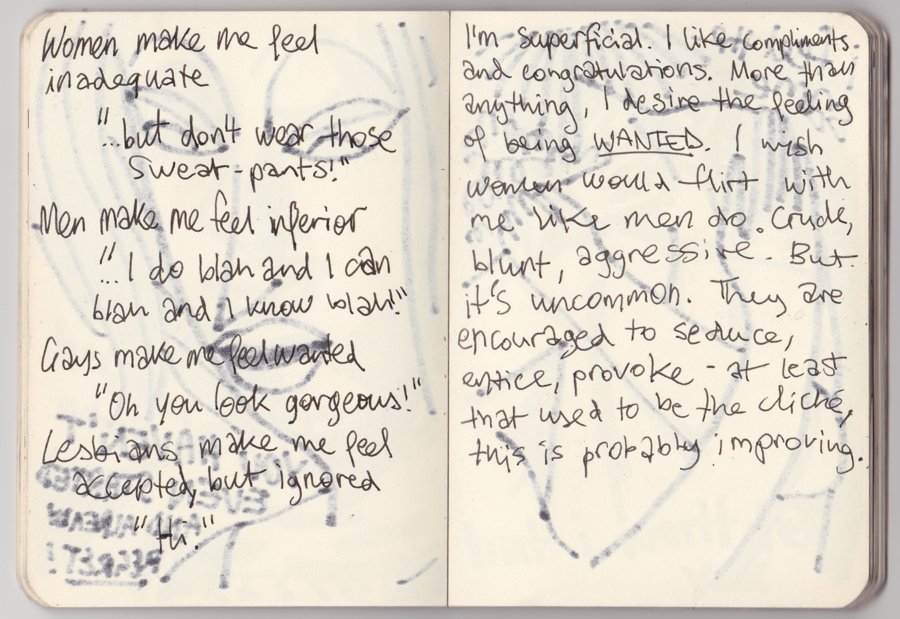 Women make me feel
inadequate
"...but don't wear those
Sweat-pants!"
Men make me feel inferior
"...I do blah and I can
blah and I know blah!"
Gays make me feel wanted
"Oh you look gorgeous!"
Lesbians make me feel
accepted, but ignored
"Hi."
I'm superficial. I like compliments
and congratulations. More than
anything, I desire the feeling
of being WANTED. I wish
women would flirt with
me like men do. Crude,
blunt, aggressive. But
it's uncommon. They are
encouraged to seduce,
entice, provoke - at least
that used to be the cliché,
this is probably improving.